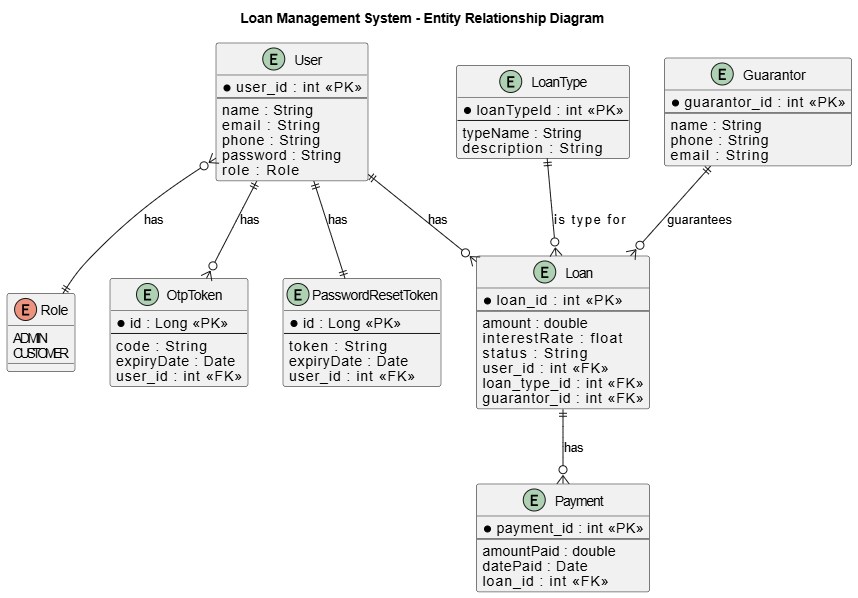 Loan Management System - Entity Relationship Diagram
E User
● user_id : int «PK»
name : String
email : String
phone : String
password : String
role : Role
E LoanType
● loanTypeId : int «PK»
typeName : String
description : String
E Guarantor
● guarantor_id : int «PK»
name : String
phone : String
email : String
has
has
has
has
is type for
guarantees
E Role
ADMIN
CUSTOMER
E OtpToken
● id : Long «PK»
code : String
expiryDate : Date
user_id : int «FK»
E PasswordResetToken
● id : Long «PK»
token : String
expiryDate : Date
user_id : int «FK»
E Loan
● loan_id : int «PK»
amount : double
interestRate : float
status : String
user_id : int «FK»
loan_type_id : int «FK»
guarantor_id : int «FK»
has
E Payment
● payment_id : int «PK»
amountPaid : double
datePaid : Date
loan_id : int «FK»